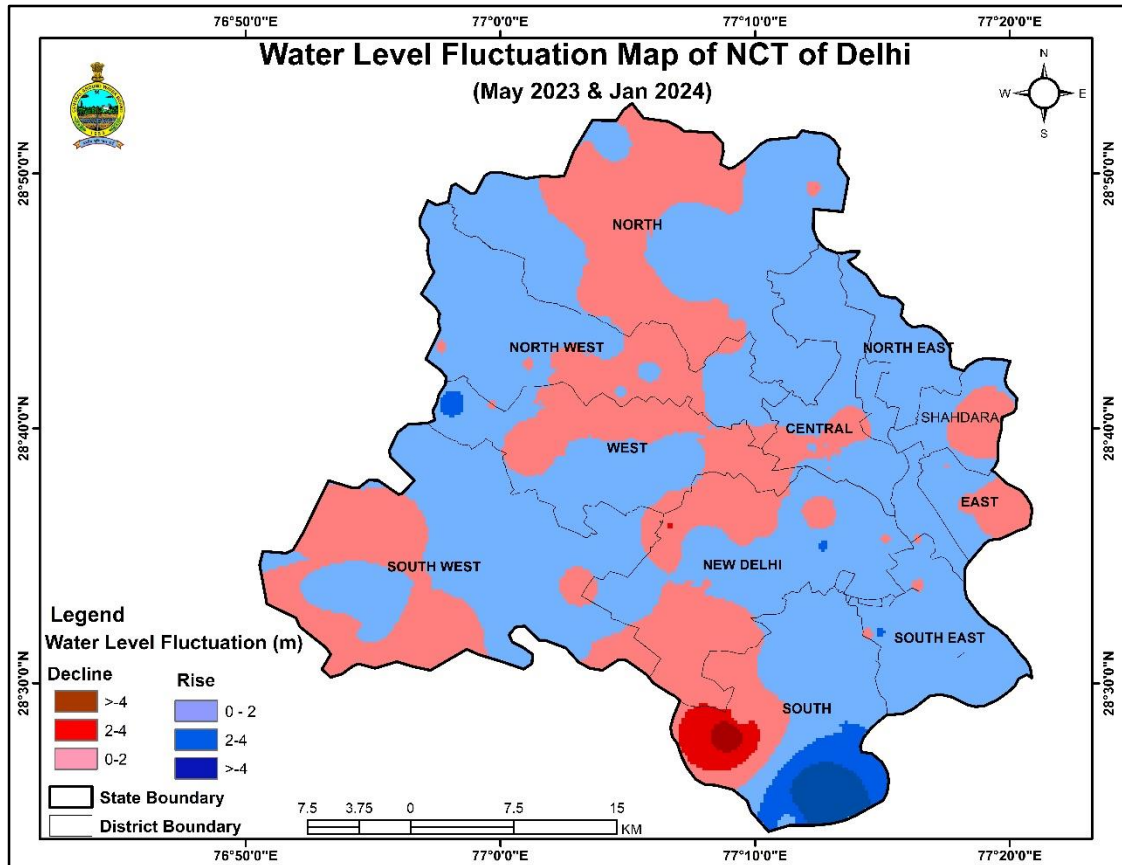 76°50'0"E 77°0'0"E 77°10'0"E 77°20'0"E
Water Level Fluctuation Map of NCT of Delhi
(May 2023 & Jan 2024)
N
W E
S
28°50'0"N 28°50'0"N
NORTH
NORTH WEST
NORTH EAST
SHAHDARA
28°40'0"N 28°40'0"N
CENTRAL
WEST
EAST
SOUTH WEST
NEW DELHI
SOUTH EAST
28°30'0"N 28°30'0"N
SOUTH
Legend
Water Level Fluctuation (m)
Decline Rise
>-4 0 - 2
2-4 2-4
0-2 >-4
State Boundary
District Boundary
7.5 3.75 0 7.5 15
KM
76°50'0"E 77°0'0"E 77°10'0"E 77°20'0"E